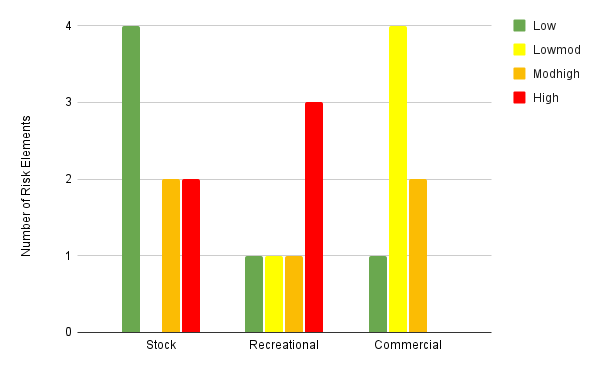 Number of Risk Elements
4
3
2
1
0
Stock
Recreational
Commercial
Low
Lowmod
Modhigh
High